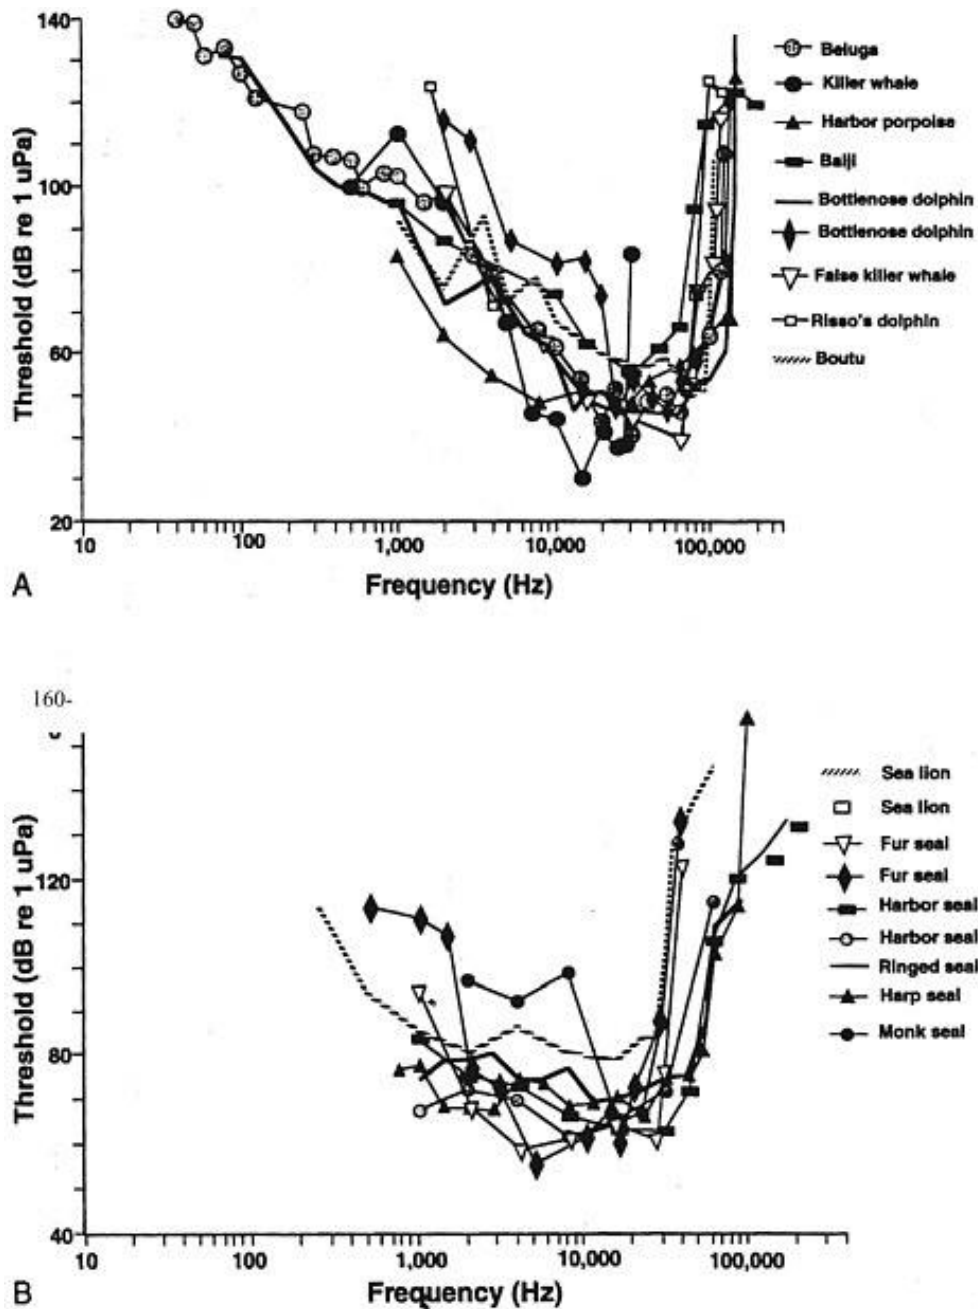 140
100
60
20
Threshold (dB re 1 uPa)
10
100
1,000
10,000
100,000
Frequency (Hz)
A
Beluga
Killer whale
Harbor porpoise
Baiji
Bottlenose dolphin
Bottlenose dolphin
False killer whale
Risso's dolphin
Boutu
160-
120
80
40
Threshold (dB re 1 uPa)
10
100
1,000
10,000
100,000
Frequency (Hz)
B
Sea lion
Sea lion
Fur seal
Fur seal
Harbor seal
Harbor seal
Ringed seal
Harp seal
Monk seal